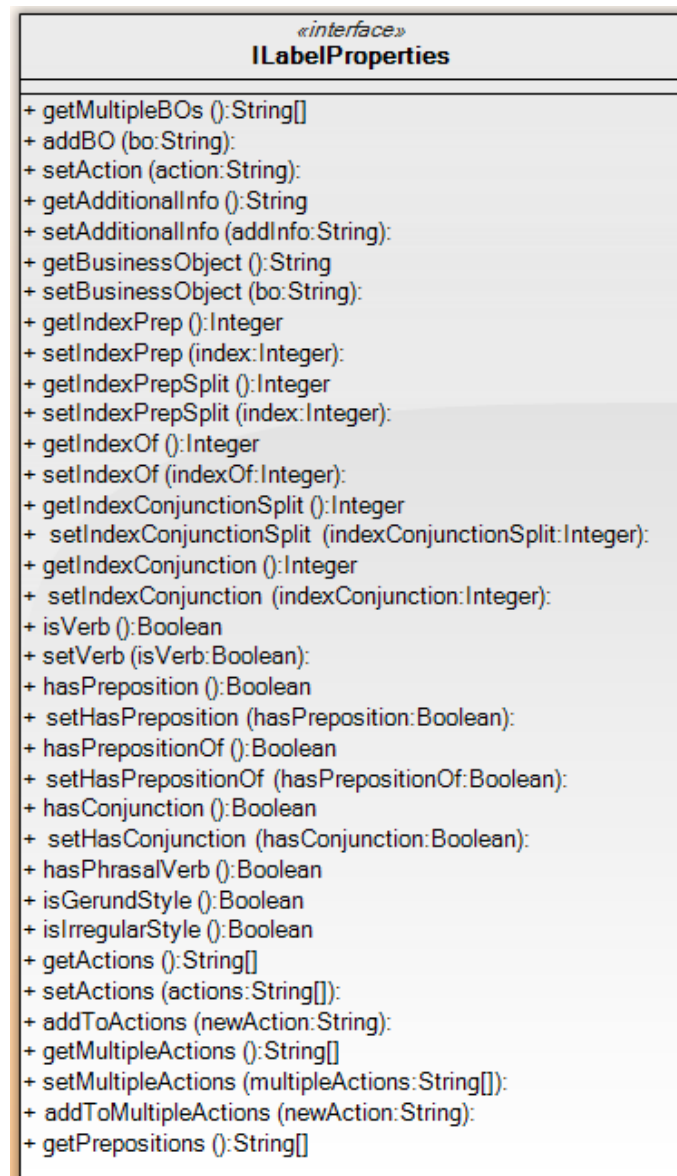 «interface»
ILabelProperties
+ getMultipleBOs ():String[]
+ addBO (bo:String):
+ setAction (action:String):
+ getAdditionalInfo ():String
+ setAdditionalInfo (addInfo:String):
+ getBusinessObject ():String
+ setBusinessObject (bo:String):
+ getIndexPrep ():Integer
+ setIndexPrep (index:Integer):
+ getIndexPrepSplit ():Integer
+ setIndexPrepSplit (index:Integer):
+ getIndexOf ():Integer
+ setIndexOf (indexOf:Integer):
+ getIndexConjunctionSplit ():Integer
+ setIndexConjunctionSplit (indexConjunctionSplit:Integer):
+ getIndexConjunction ():Integer
+ setIndexConjunction (indexConjunction:Integer):
+ isVerb ():Boolean
+ setVerb (isVerb:Boolean):
+ hasPreposition ():Boolean
+ setHasPreposition (hasPreposition:Boolean):
+ hasPrepositionOf ():Boolean
+ setHasPrepositionOf (hasPrepositionOf:Boolean):
+ hasConjunction ():Boolean
+ setHasConjunction (hasConjunction:Boolean):
+ hasPhrasalVerb ():Boolean
+ isGerundStyle ():Boolean
+ isIrregularStyle ():Boolean
+ getActions ():String[]
+ setActions (actions:String[]):
+ addToActions (newAction:String):
+ getMultipleActions ():String[]
+ setMultipleActions (multipleActions:String[]):
+ addToMultipleActions (newAction:String):
+ getPrepositions ():String[]